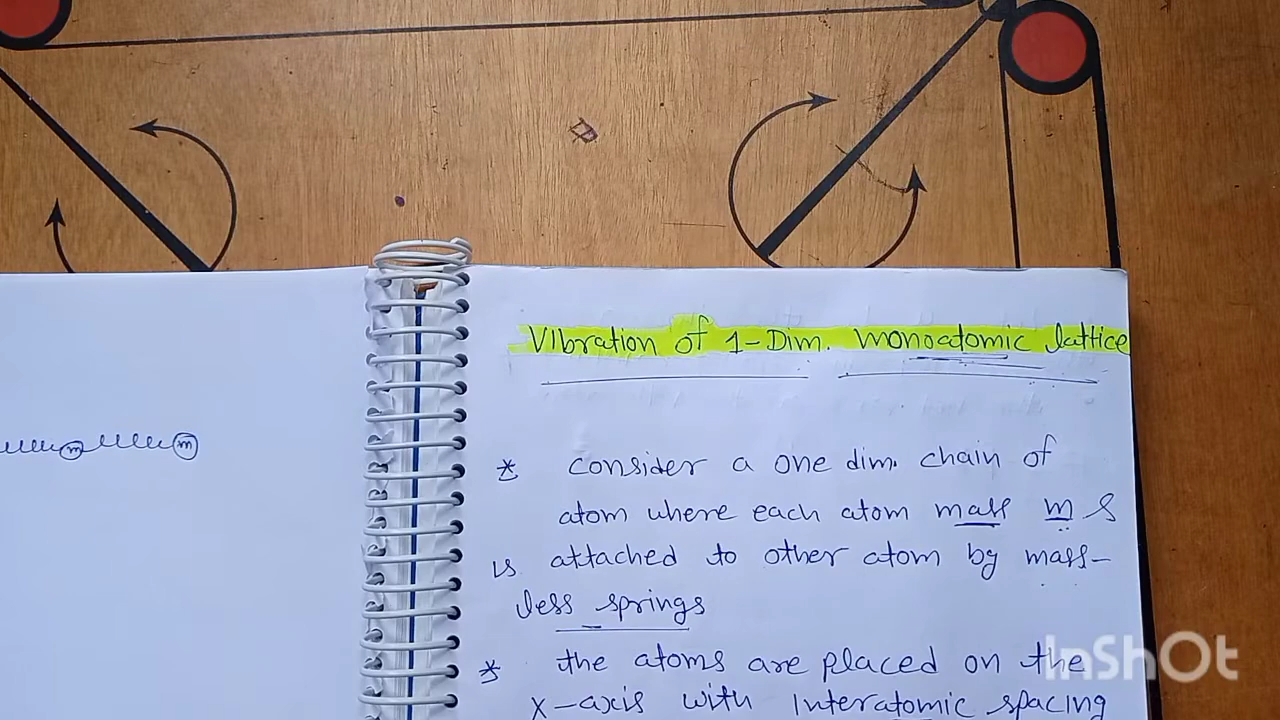 Vibration of 1-Dim. monoatomic lattice
m m
* consider a one dim. chain of
atom where each atom mass m &
is attached to other atom by mass-
less springs
* the atoms are placed on the
x-axis with interatomic spacing
InShOt